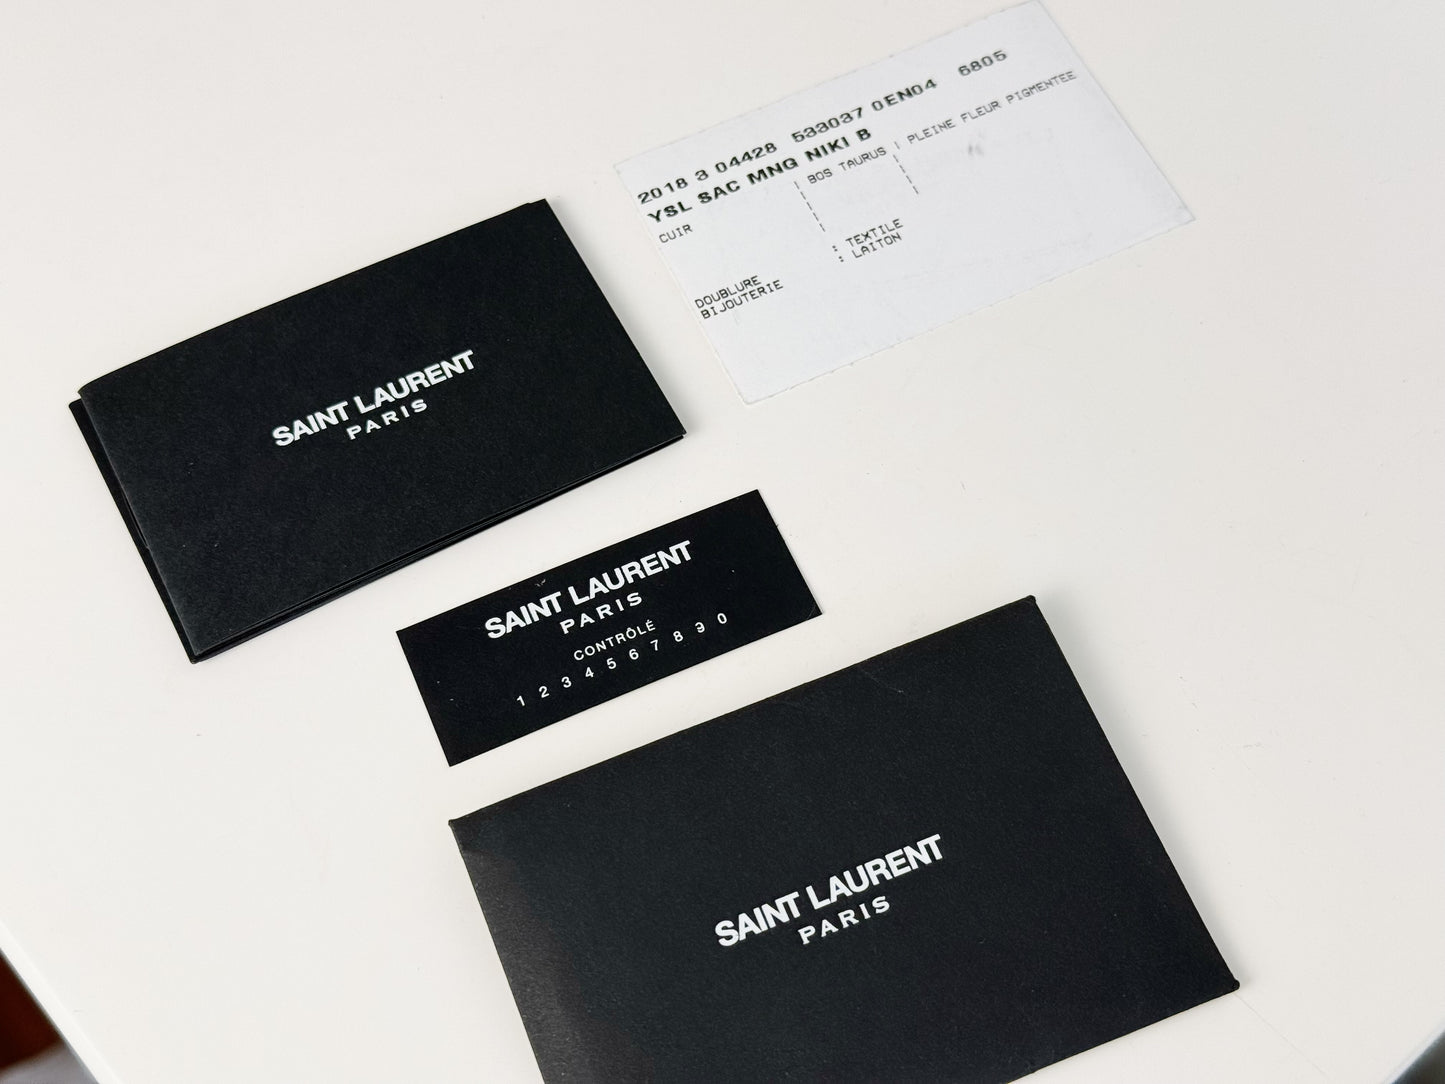 2018 3 04428 533037 0EN04 6805
YSL SAC MNG NIKI B
CUIR | BOS TAURUS | PLEINE FLEUR PIGMENTEE
DOUBLURE : TEXTILE
BIJOUTERIE : LAITON
SAINT LAURENT
PARIS
SAINT LAURENT
PARIS
CONTRÔLÉ
1 2 3 4 5 6 7 8 9 0
SAINT LAURENT
PARIS